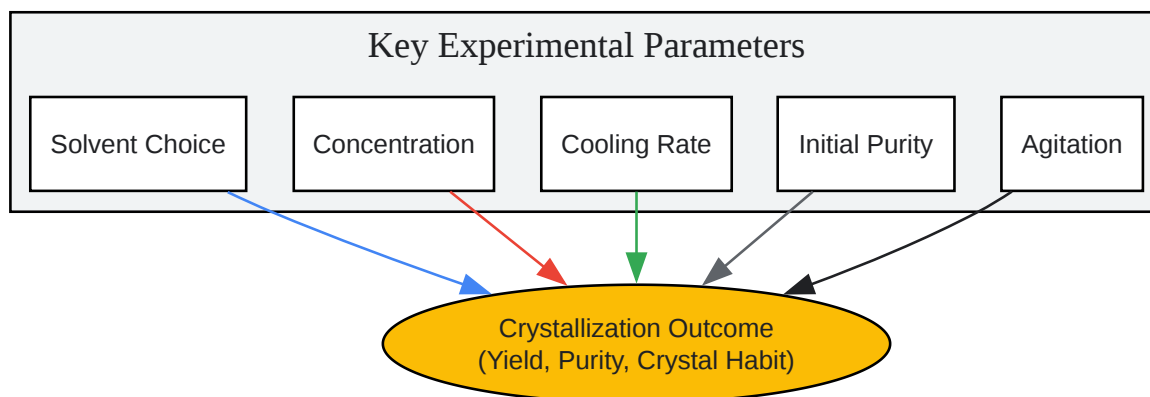 Key Experimental Parameters
Solvent Choice
Concentration
Cooling Rate
Initial Purity
Agitation
Crystallization Outcome
(Yield, Purity, Crystal Habit)